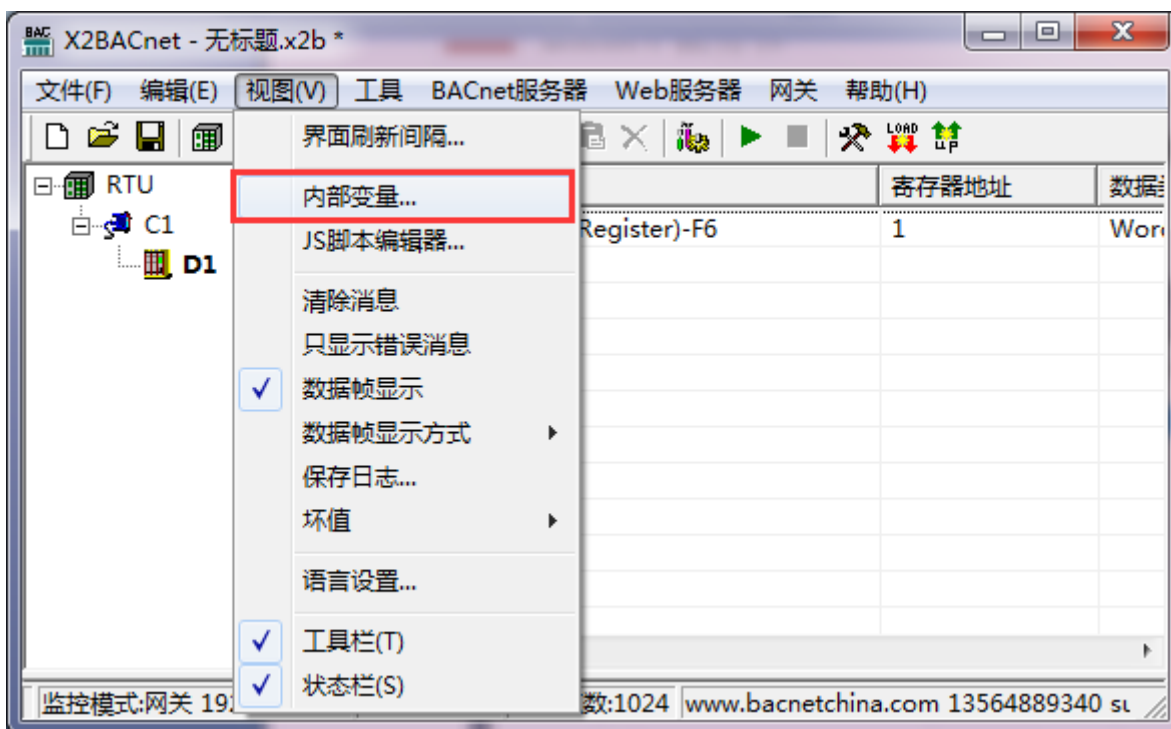 X2BACnet - 无标题.x2b *
文件(F) 编辑(E) 视图(V) 工具 BACnet服务器 Web服务器 网关 帮助(H)
界面刷新间隔...
内部变量...
JS脚本编辑器...
清除消息
只显示错误消息
数据帧显示
数据帧显示方式
保存日志...
坏值
语言设置...
工具栏(T)
状态栏(S)
RTU
C1
D1
寄存器地址 数据
Register)-F6 1
监控模式:网关 数:1024 www.bacnetchina.com 13564889340